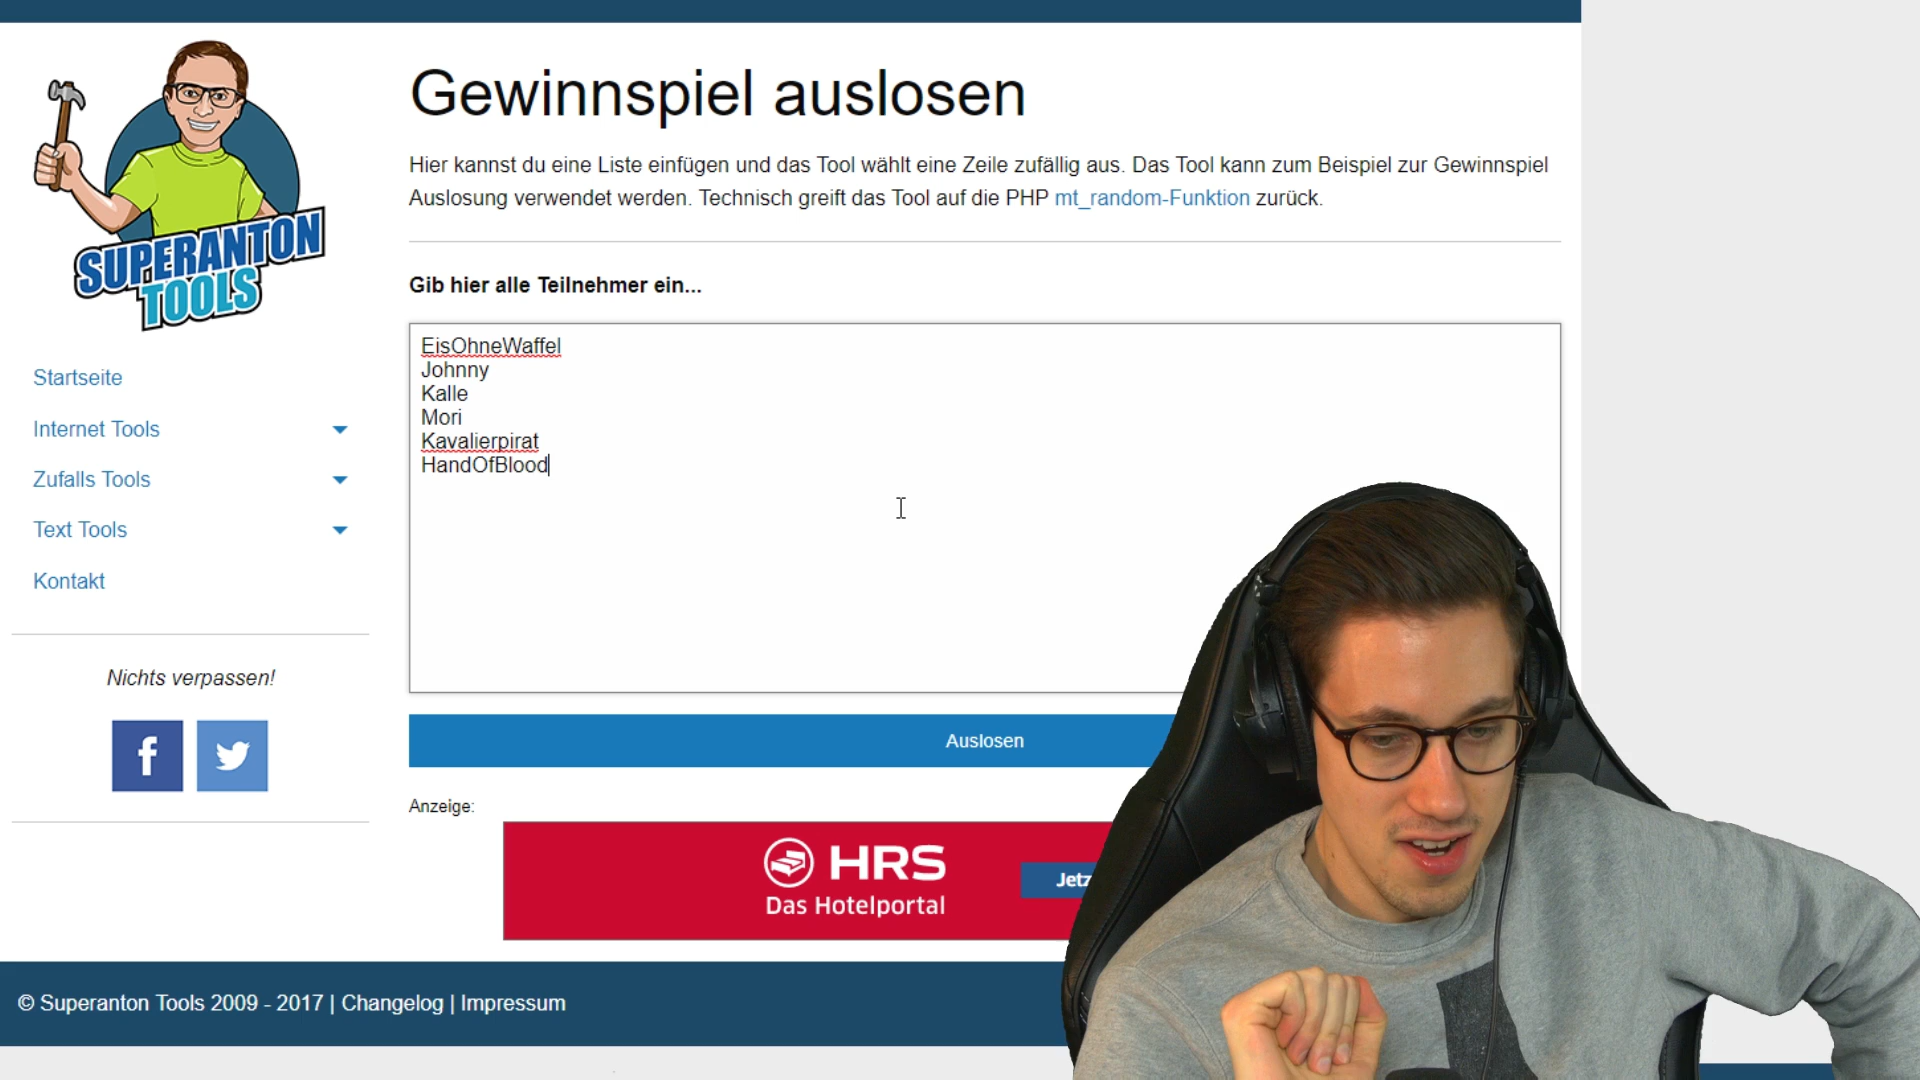 SUPERANTON
TOOLS
Startseite
Internet Tools
Zufalls Tools
Text Tools
Kontakt
Nichts verpassen!
Gewinnspiel auslosen
Hier kannst du eine Liste einfügen und das Tool wählt eine Zeile zufällig aus. Das Tool kann zum Beispiel zur Gewinnspiel
Auslosung verwendet werden. Technisch greift das Tool auf die PHP mt_random-Funktion zurück.
Gib hier alle Teilnehmer ein...
EisOhneWaffel
Johnny
Kalle
Mori
Kavalierpirat
HandOfBlood
Auslosen
Anzeige:
HRS
Das Hotelportal
© Superanton Tools 2009 - 2017 | Changelog | Impressum